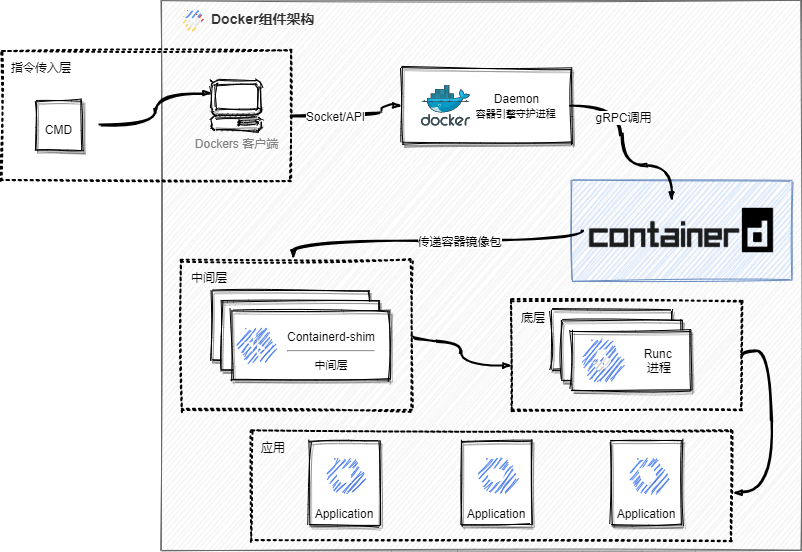 Docker组件架构
指令传入层
CMD
Dockers 客户端
Socket/API
docker
Daemon
容器引擎守护进程
gRPC调用
containerd
传递容器镜像包
中间层
Containerd-shim
中间层
底层
Runc
进程
应用
Application
Application
Application